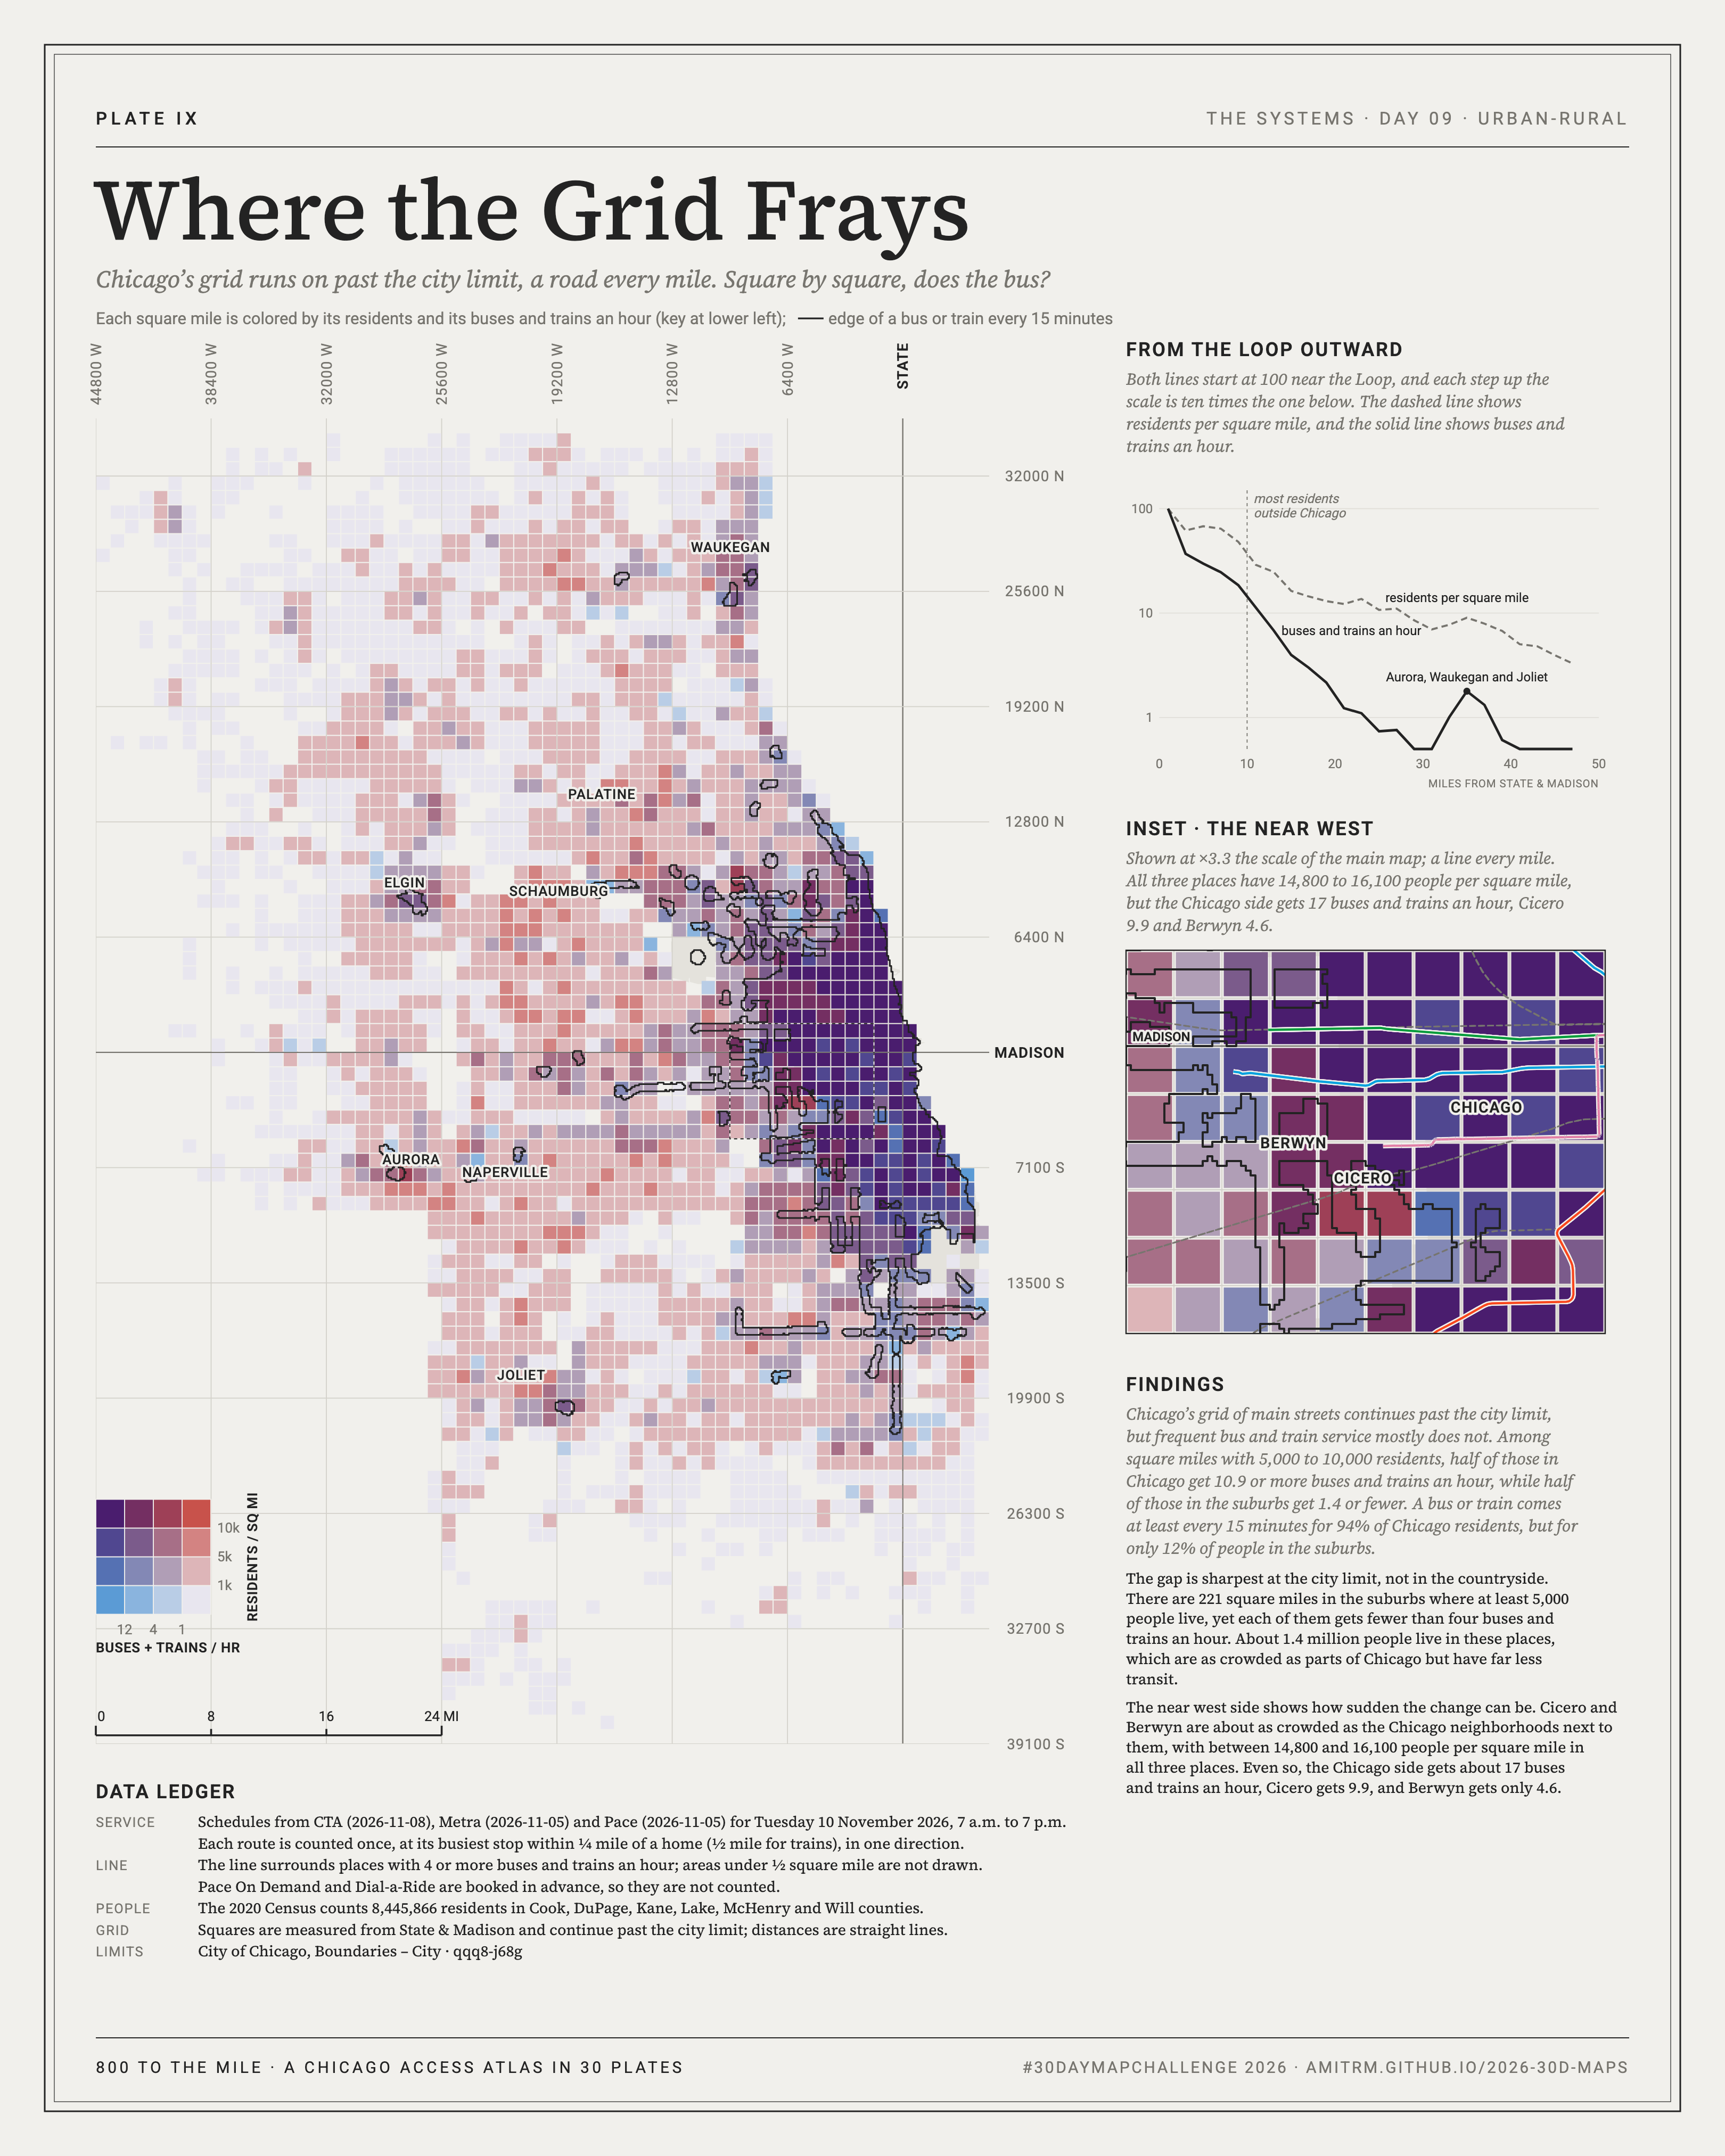 PLATE IX
THE SYSTEMS · DAY 09 · URBAN-RURAL
Where the Grid Frays
Chicago’s grid runs on past the city limit, a road every mile. Square by square, does the bus?
Each square mile is colored by its residents and its buses and trains an hour (key at lower left); edge of a bus or train every 15 minutes
44800 W
38400 W
32000 W
25600 W
19200 W
12800 W
6400 W
STATE
32000 N
WAUKEGAN
25600 N
19200 N
PALATINE
12800 N
ELGIN
SCHAUMBURG
6400 N
MADISON
AURORA
NAPERVILLE
7100 S
13500 S
JOLIET
19900 S
26300 S
32700 S
39100 S
10k
5k
1k
RESIDENTS / SQ MI
12 4 1
BUSES + TRAINS / HR
0 8 16 24 MI
FROM THE LOOP OUTWARD
Both lines start at 100 near the Loop, and each step up the
scale is ten times the one below. The dashed line shows
residents per square mile, and the solid line shows buses and
trains an hour.
most residents
outside Chicago
100
residents per square mile
10
buses and trains an hour
Aurora, Waukegan and Joliet
1
0 10 20 30 40 50
MILES FROM STATE & MADISON
INSET · THE NEAR WEST
Shown at ×3.3 the scale of the main map; a line every mile.
All three places have 14,800 to 16,100 people per square mile,
but the Chicago side gets 17 buses and trains an hour, Cicero
9.9 and Berwyn 4.6.
MADISON
CHICAGO
BERWYN
CICERO
FINDINGS
Chicago’s grid of main streets continues past the city limit,
but frequent bus and train service mostly does not. Among
square miles with 5,000 to 10,000 residents, half of those in
Chicago get 10.9 or more buses and trains an hour, while half
of those in the suburbs get 1.4 or fewer. A bus or train comes
at least every 15 minutes for 94% of Chicago residents, but for
only 12% of people in the suburbs.
The gap is sharpest at the city limit, not in the countryside.
There are 221 square miles in the suburbs where at least 5,000
people live, yet each of them gets fewer than four buses and
trains an hour. About 1.4 million people live in these places,
which are as crowded as parts of Chicago but have far less
transit.
The near west side shows how sudden the change can be. Cicero and
Berwyn are about as crowded as the Chicago neighborhoods next to
them, with between 14,800 and 16,100 people per square mile in
all three places. Even so, the Chicago side gets about 17 buses
and trains an hour, Cicero gets 9.9, and Berwyn gets only 4.6.
DATA LEDGER
SERVICE Schedules from CTA (2026-11-08), Metra (2026-11-05) and Pace (2026-11-05) for Tuesday 10 November 2026, 7 a.m. to 7 p.m.
Each route is counted once, at its busiest stop within ¼ mile of a home (½ mile for trains), in one direction.
LINE The line surrounds places with 4 or more buses and trains an hour; areas under ½ square mile are not drawn.
Pace On Demand and Dial-a-Ride are booked in advance, so they are not counted.
PEOPLE The 2020 Census counts 8,445,866 residents in Cook, DuPage, Kane, Lake, McHenry and Will counties.
GRID Squares are measured from State & Madison and continue past the city limit; distances are straight lines.
LIMITS City of Chicago, Boundaries – City · qqq8-j68g
800 TO THE MILE · A CHICAGO ACCESS ATLAS IN 30 PLATES
#30DAYMAPCHALLENGE 2026 · AMITRM.GITHUB.IO/2026-30D-MAPS